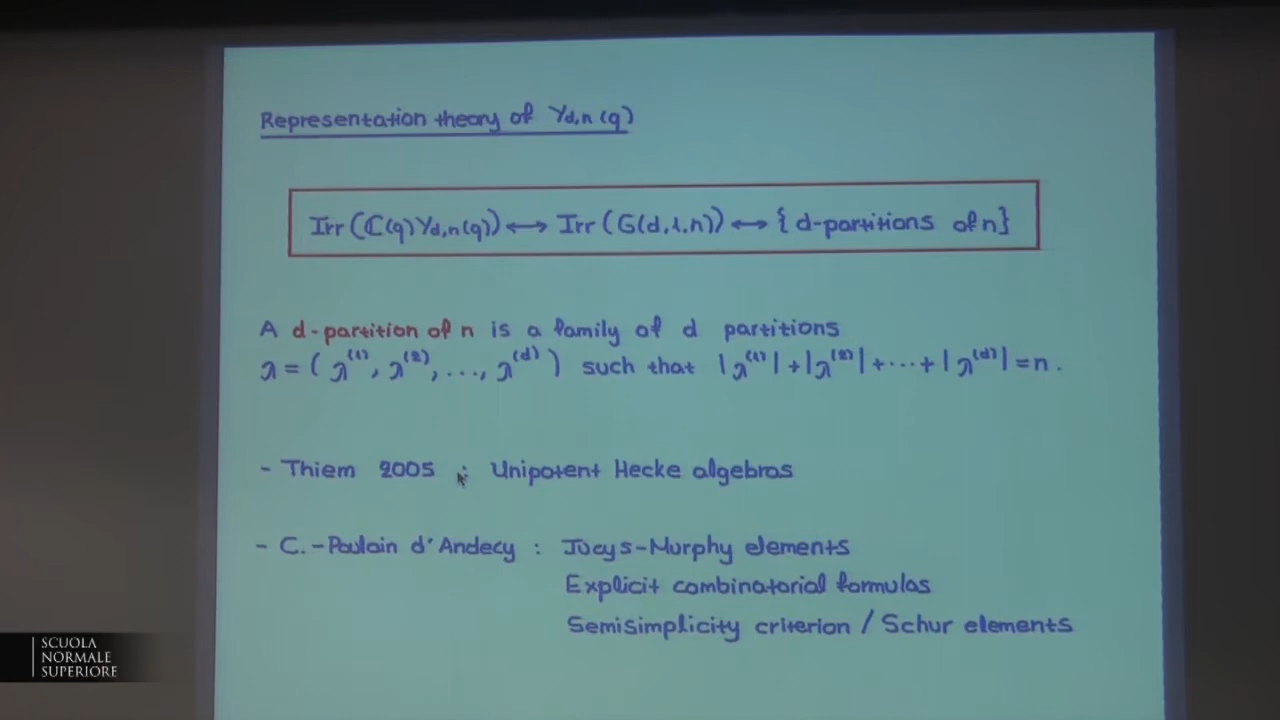 Representation theory of Yd,n(q)
Irr(ℂ(q)Yd,n(q)) ⟷ Irr(G(d,1,n)) ⟷ {d-partitions of n}
A d-partition of n is a family of d partitions
λ = (λ⁽¹⁾, λ⁽²⁾, ..., λ⁽ᵈ⁾) such that |λ⁽¹⁾| + |λ⁽²⁾| + ··· + |λ⁽ᵈ⁾| = n.
- Thiem 2005 : Unipotent Hecke algebras
- C.-Poulain d'Andecy : Jucys-Murphy elements
Explicit combinatorial formulas
Semisimplicity criterion / Schur elements
SCUOLA
NORMALE
SUPERIORE